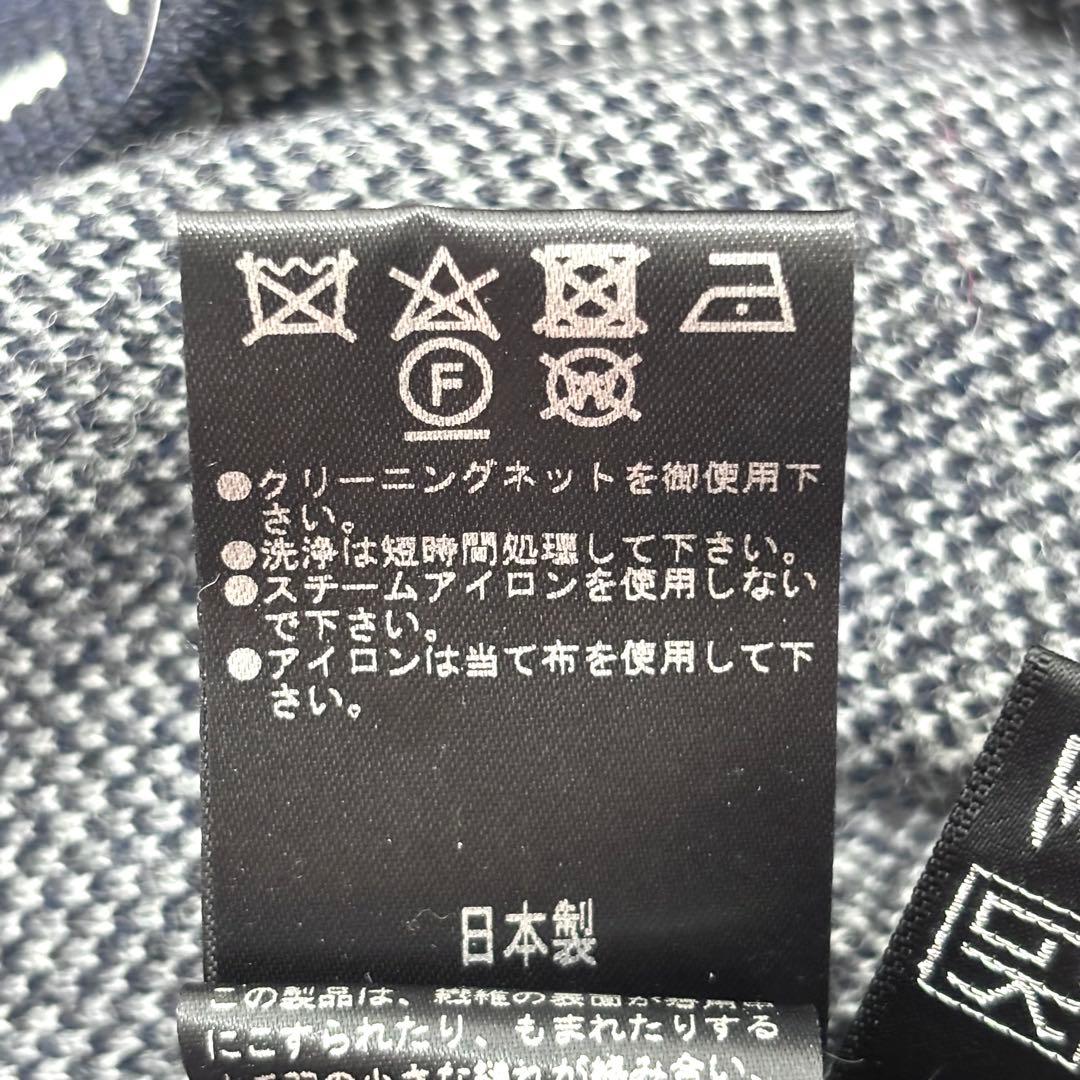 F
W
●クリーニングネットを御使用下
さい。
●洗浄は短時間処理して下さい。
●スチームアイロンを使用しない
で下さい。
●アイロンは当て布を使用して下
さい。
日本製
この製品は、繊維の表面が着用中
にこすられたり、もまれたりする